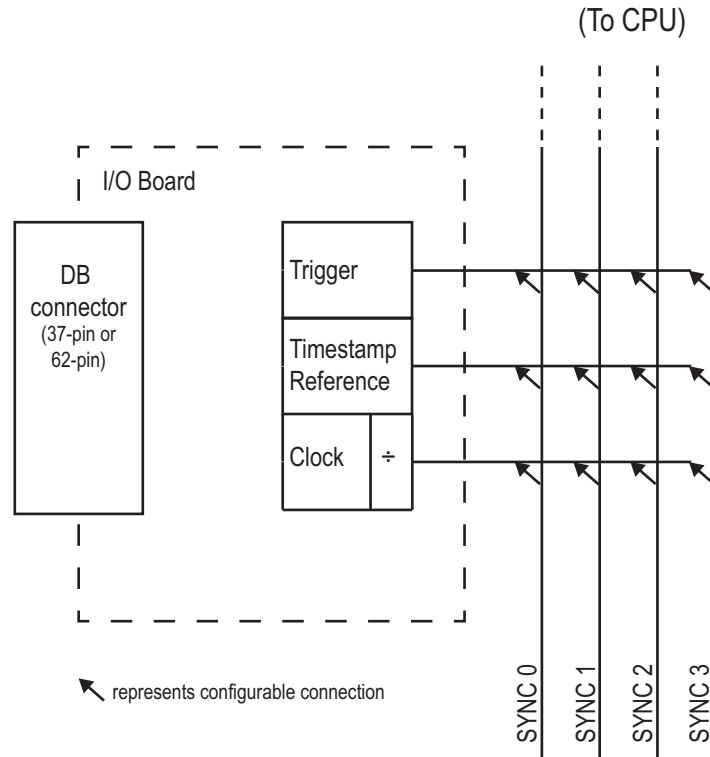 (To CPU)
I/O Board
DB
connector
(37-pin or
62-pin)
Trigger
Timestamp
Reference
Clock
÷
SYNC 0
SYNC 1
SYNC 2
SYNC 3
represents configurable connection